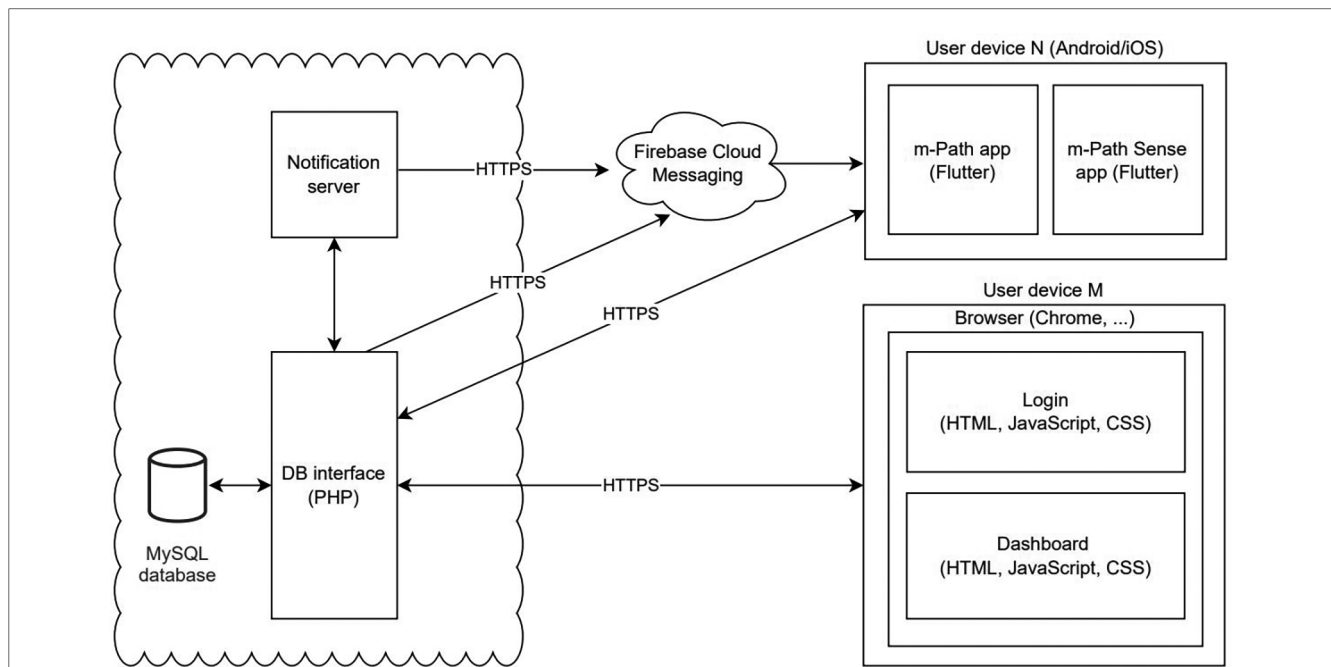 User device N (Android/iOS)
Notification
server
HTTPS
Firebase Cloud
Messaging
m-Path app
(Flutter)
m-Path Sense
app (Flutter)
HTTPS
HTTPS
User device M
Browser (Chrome, ...)
Login
(HTML, JavaScript, CSS)
DB interface
(PHP)
HTTPS
MySQL
database
Dashboard
(HTML, JavaScript, CSS)